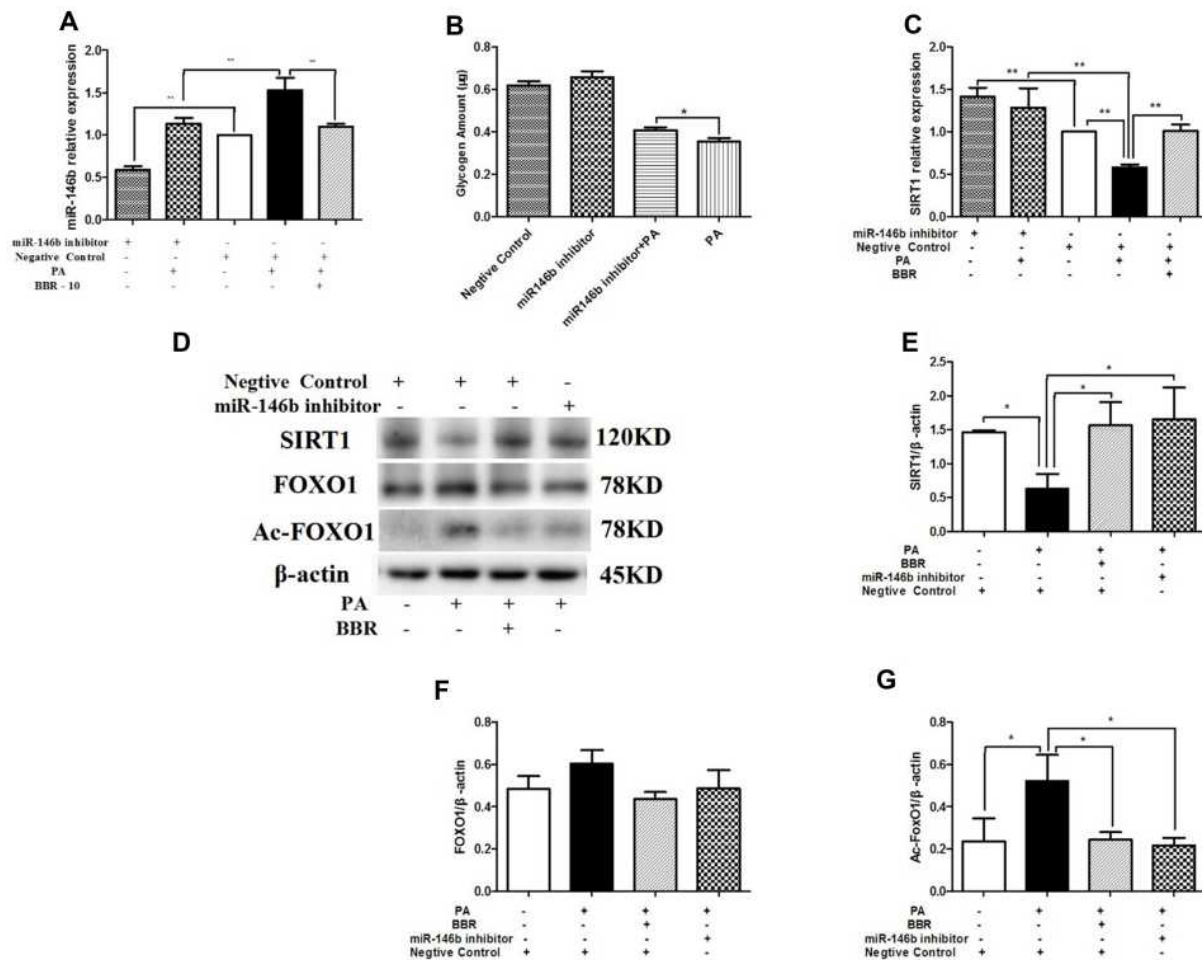 A
miR-146b relative expression
2.0
1.5
1.0
0.5
0.0
** ** **
miR-146b inhibitor + + - - -
Negative Control - - + + +
PA - + - + +
BBR - 10 - - - - +
B
Glycogen Amount (μg)
0.8
0.6
0.4
0.2
0.0
*
Negtive Control
miR146b inhibitor
miR146b inhibitor+PA
PA
C
SIRT1 relative expression
2.0
1.5
1.0
0.5
0.0
** ** ** **
miR-146b inhibitor + + - - -
Negtive Control - - + + +
PA - + - + +
BBR - - - - +
D
Negtive Control + + + -
miR-146b inhibitor - - - +
SIRT1 120KD
FOXO1 78KD
Ac-FOXO1 78KD
β-actin 45KD
PA - + + +
BBR - - + -
E
SIRT1/β -actin
2.5
2.0
1.5
1.0
0.5
0.0
* * *
PA - + + +
BBR - - + -
miR-146b inhibitor - - - +
Negtive Control + + + -
F
FOXO1/β -actin
0.8
0.6
0.4
0.2
0.0
PA - + + +
BBR - - + -
miR-146b inhibitor - - - +
Negtive Control + + + -
G
Ac-FoxO1/β -actin
0.8
0.6
0.4
0.2
0.0
* * *
PA - + + +
BBR - - + -
miR-146b inhibitor - - - +
Negtive Control + + + -